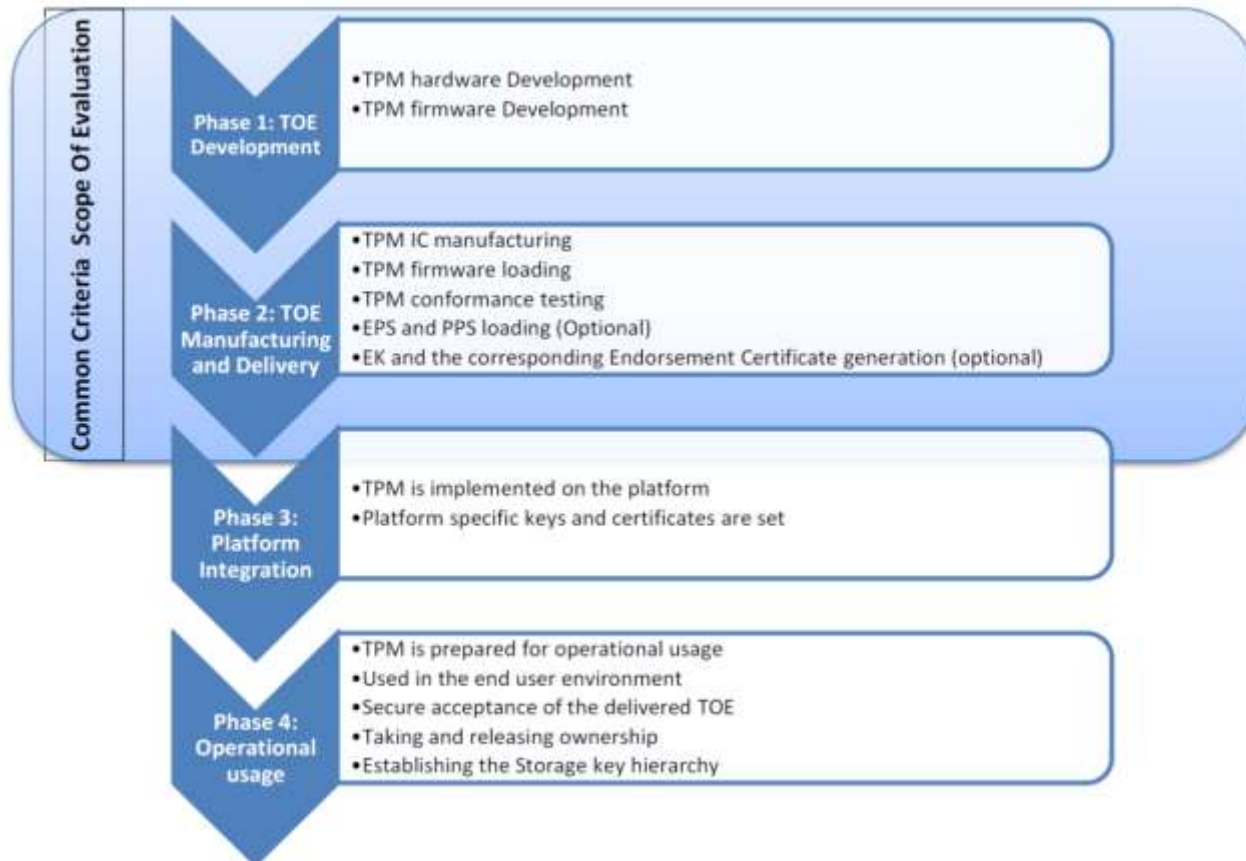 Common Criteria Scope Of Evaluation
Phase 1: TOE
Development
•TPM hardware Development
•TPM firmware Development
Phase 2: TOE
Manufacturing
and Delivery
•TPM IC manufacturing
•TPM firmware loading
•TPM conformance testing
•EPS and PPS loading (Optional)
•EK and the corresponding Endorsement Certificate generation (optional)
Phase 3:
Platform
Integration
•TPM is implemented on the platform
•Platform specific keys and certificates are set
Phase 4:
Operational
usage
•TPM is prepared for operational usage
•Used in the end user environment
•Secure acceptance of the delivered TOE
•Taking and releasing ownership
•Establishing the Storage key hierarchy